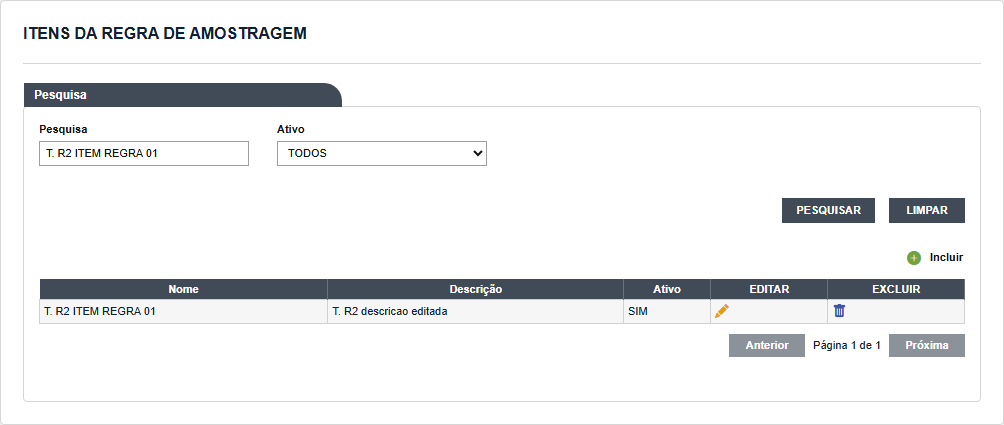 ITENS DA REGRA DE AMOSTRAGEM
Pesquisa
Pesquisa Ativo
T. R2 ITEM REGRA 01 TODOS
PESQUISAR LIMPAR
Incluir
Nome Descrição Ativo EDITAR EXCLUIR
T. R2 ITEM REGRA 01 T. R2 descricao editada SIM
Anterior Página 1 de 1 Próxima